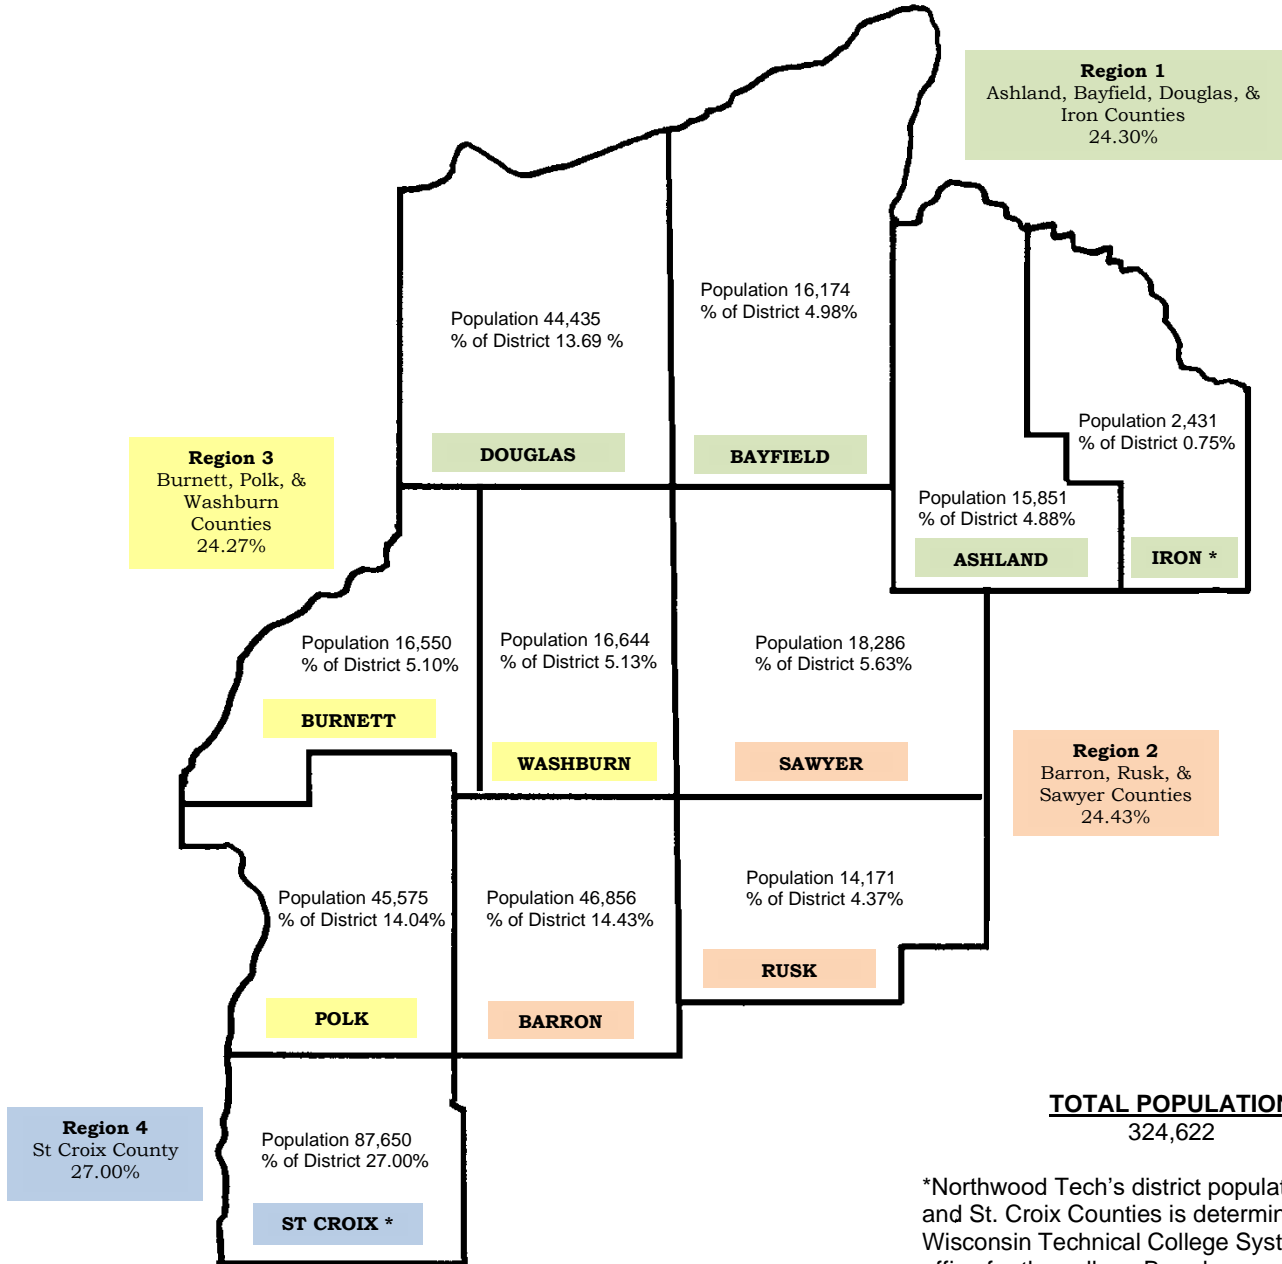 Region 1
Ashland, Bayfield, Douglas, &
Iron Counties
24.30%
Population 16,174
% of District 4.98%
Population 44,435
% of District 13.69 %
Population 2,431
% of District 0.75%
DOUGLAS
BAYFIELD
Region 3
Burnett, Polk, &
Washburn
Counties
24.27%
Population 15,851
% of District 4.88%
ASHLAND
IRON *
Population 16,550
% of District 5.10%
Population 16,644
% of District 5.13%
Population 18,286
% of District 5.63%
BURNETT
WASHBURN
SAWYER
Region 2
Barron, Rusk, &
Sawyer Counties
24.43%
Population 45,575
% of District 14.04%
Population 46,856
% of District 14.43%
Population 14,171
% of District 4.37%
RUSK
POLK
BARRON
Region 4
St Croix County
27.00%
Population 87,650
% of District 27.00%
ST CROIX *
TOTAL POPULATION
324,622
*Northwood Tech's district populat
and St. Croix Counties is determin
Wisconsin Technical College Syst